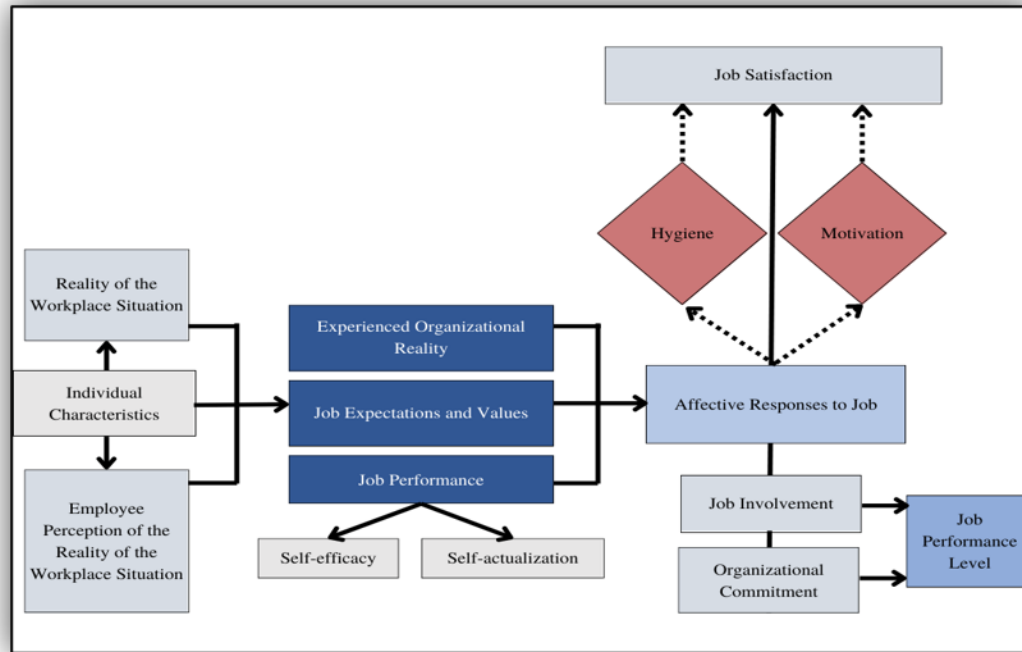 Job Satisfaction
Hygiene
Motivation
Reality of the
Workplace Situation
Individual
Characteristics
Employee
Perception of the
Reality of the
Workplace Situation
Experienced Organizational
Reality
Job Expectations and Values
Job Performance
Self-efficacy
Self-actualization
Affective Responses to Job
Job Involvement
Organizational
Commitment
Job
Performance
Level